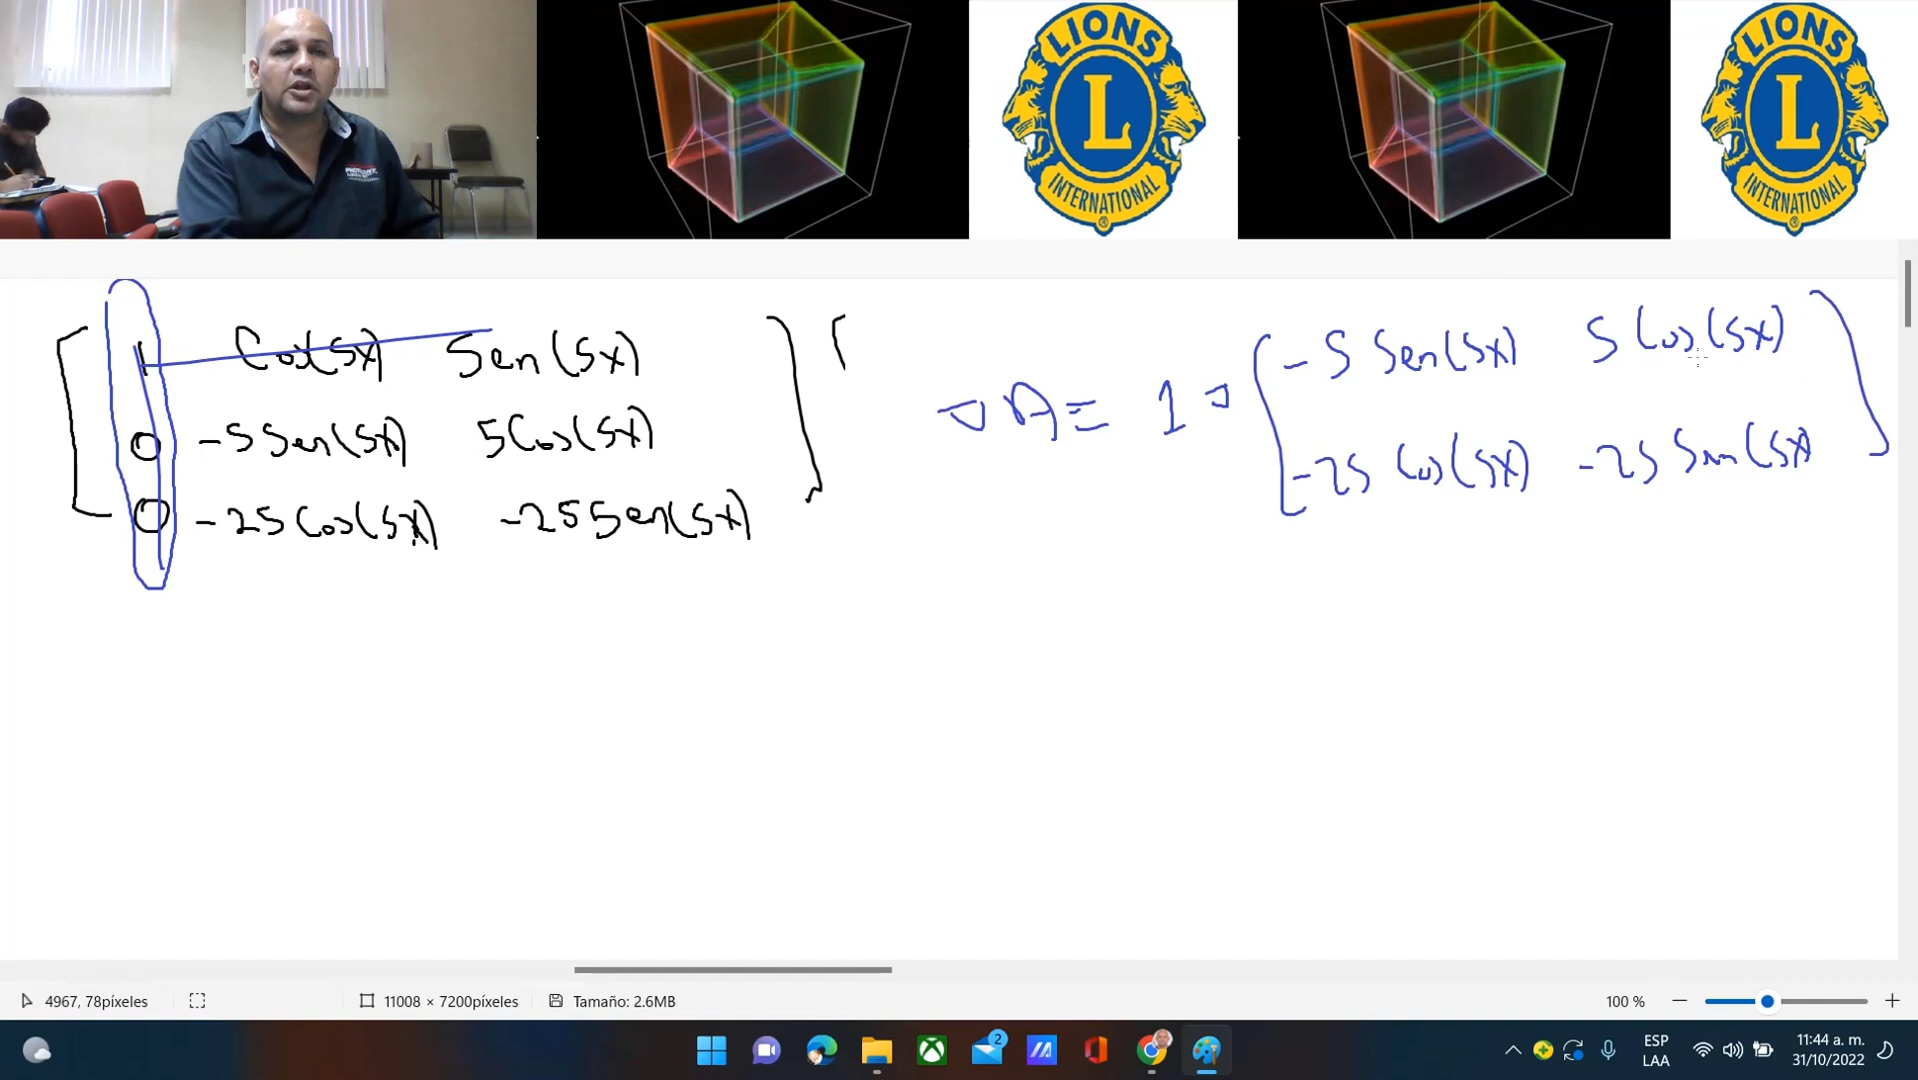 LIONS
L
INTERNATIONAL
®
LIONS
L
INTERNATIONAL
®
1 Cos(5x) Sen(5x)
0 -5Sen(5x) 5Cos(5x)
0 -25Cos(5x) -25Sen(5x)
▽A = 1▽
-5 Sen(5x) 5 Cos(5x)
-25 Cos(5x) -25 Sen(5x)
4967, 78píxeles
11008 × 7200píxeles
Tamaño: 2.6MB
100 %
2
ESP
LAA
11:44 a. m.
31/10/2022